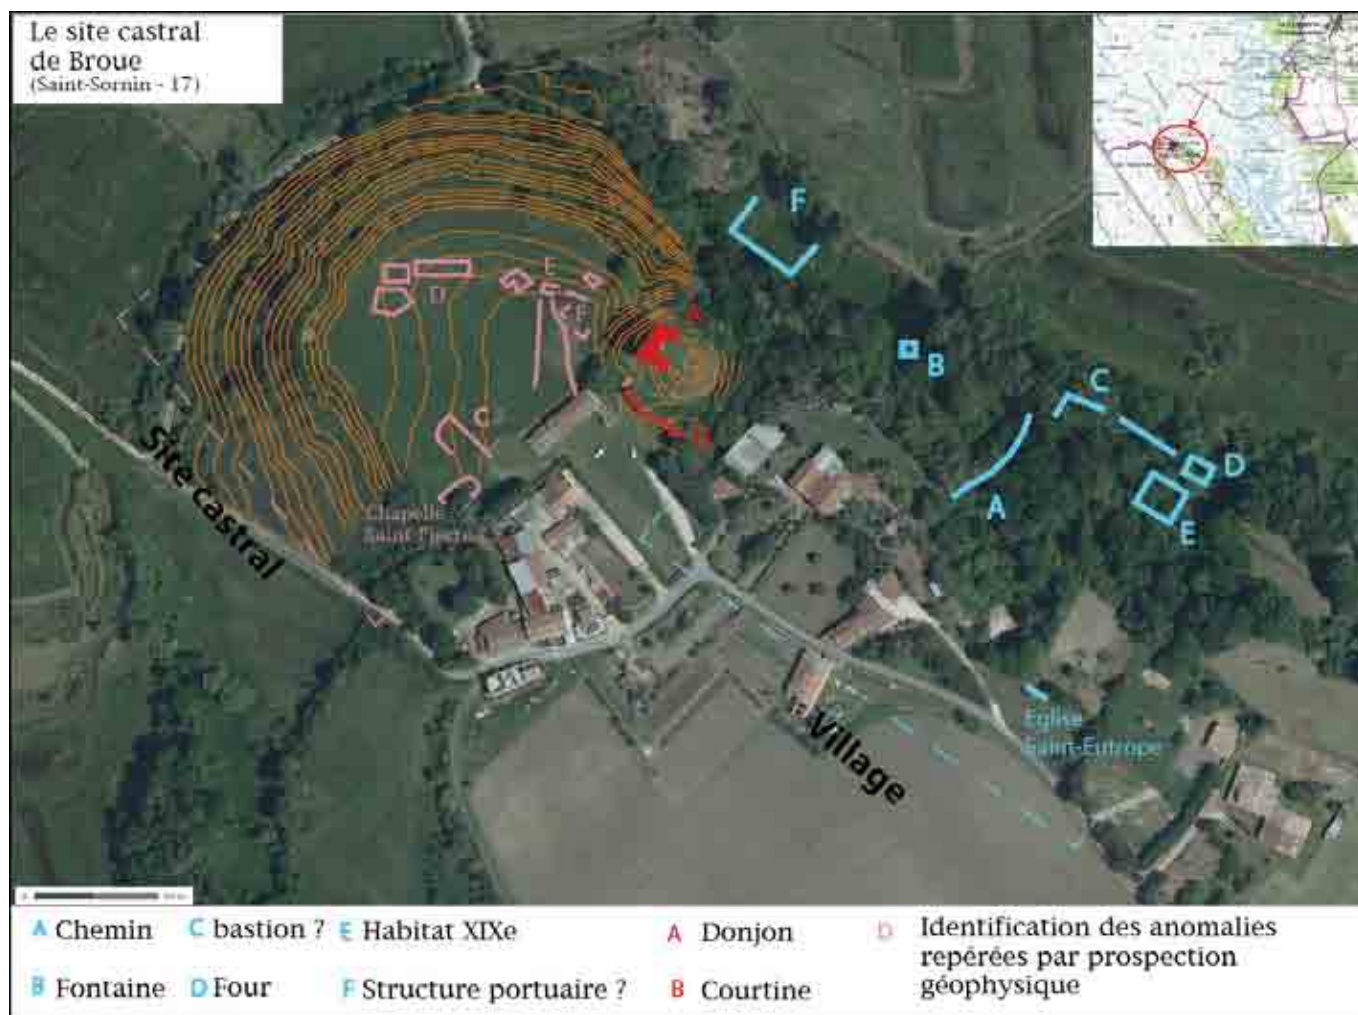 Le site castral
de Broue
(Saint-Sornin - 17)
F
E
D
A
E
B
C
B
C
A
D
E
Site castral
Chapelle
Saint Pierre
Village
Eglise
Saint-Eutrope
A Chemin
C bastion ?
E Habitat XIXe
A Donjon
D Identification des anomalies
repérées par prospection
géophysique
B Fontaine
D Four
F Structure portuaire ?
B Courtine